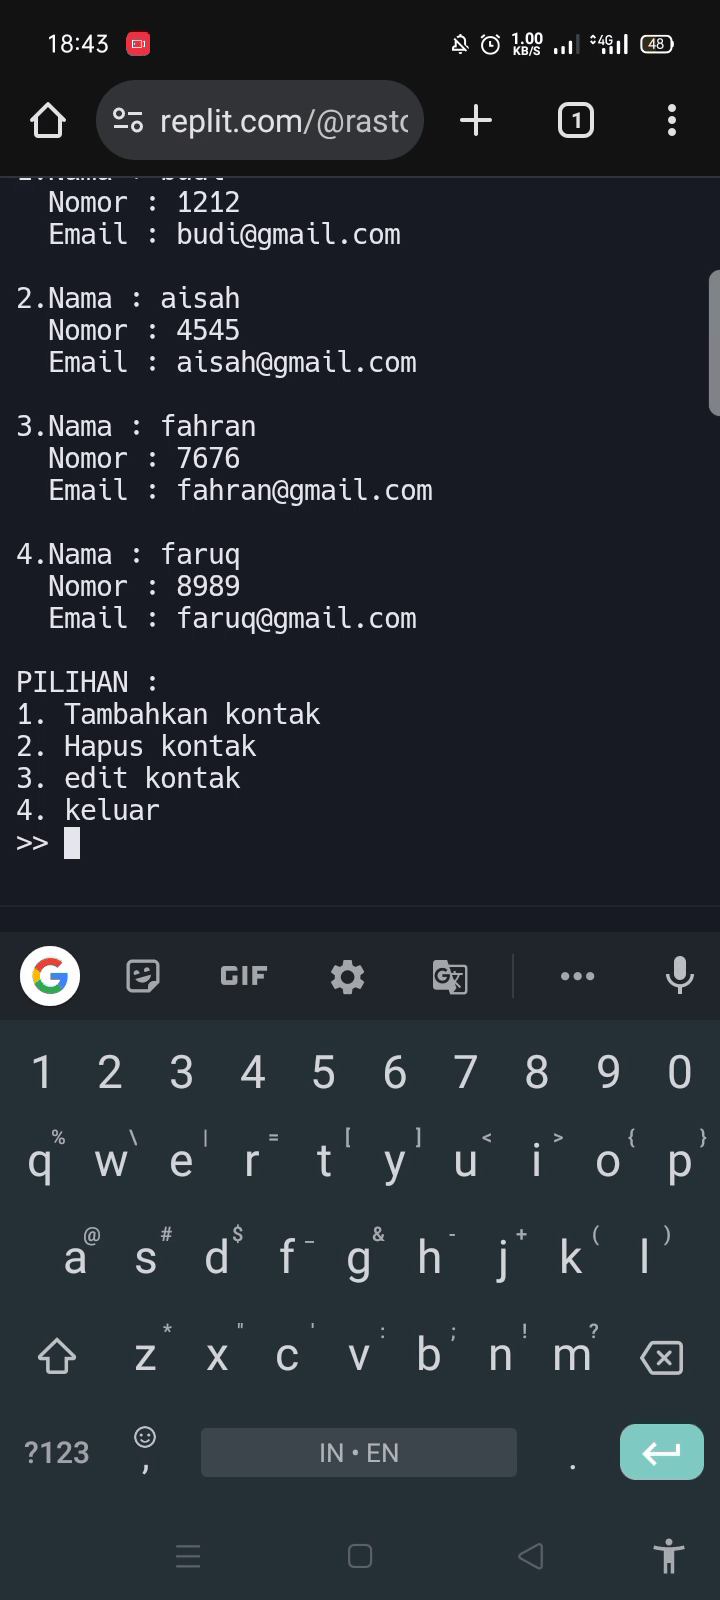 18:43
1.00
KB/S
4G
48
replit.com/@rasto
1
Nomor : 1212
Email : budi@gmail.com
2.Nama : aisah
Nomor : 4545
Email : aisah@gmail.com
3.Nama : fahran
Nomor : 7676
Email : fahran@gmail.com
4.Nama : faruq
Nomor : 8989
Email : faruq@gmail.com
PILIHAN :
1. Tambahkan kontak
2. Hapus kontak
3. edit kontak
4. keluar
>>
G GIF G文
1 2 3 4 5 6 7 8 9 0
% \ | = [ ] < > { }
q w e r t y u i o p
@ # $ _ & - + ( )
a s d f g h j k l
* " ' : ; ! ?
z x c v b n m
?123 , IN • EN .